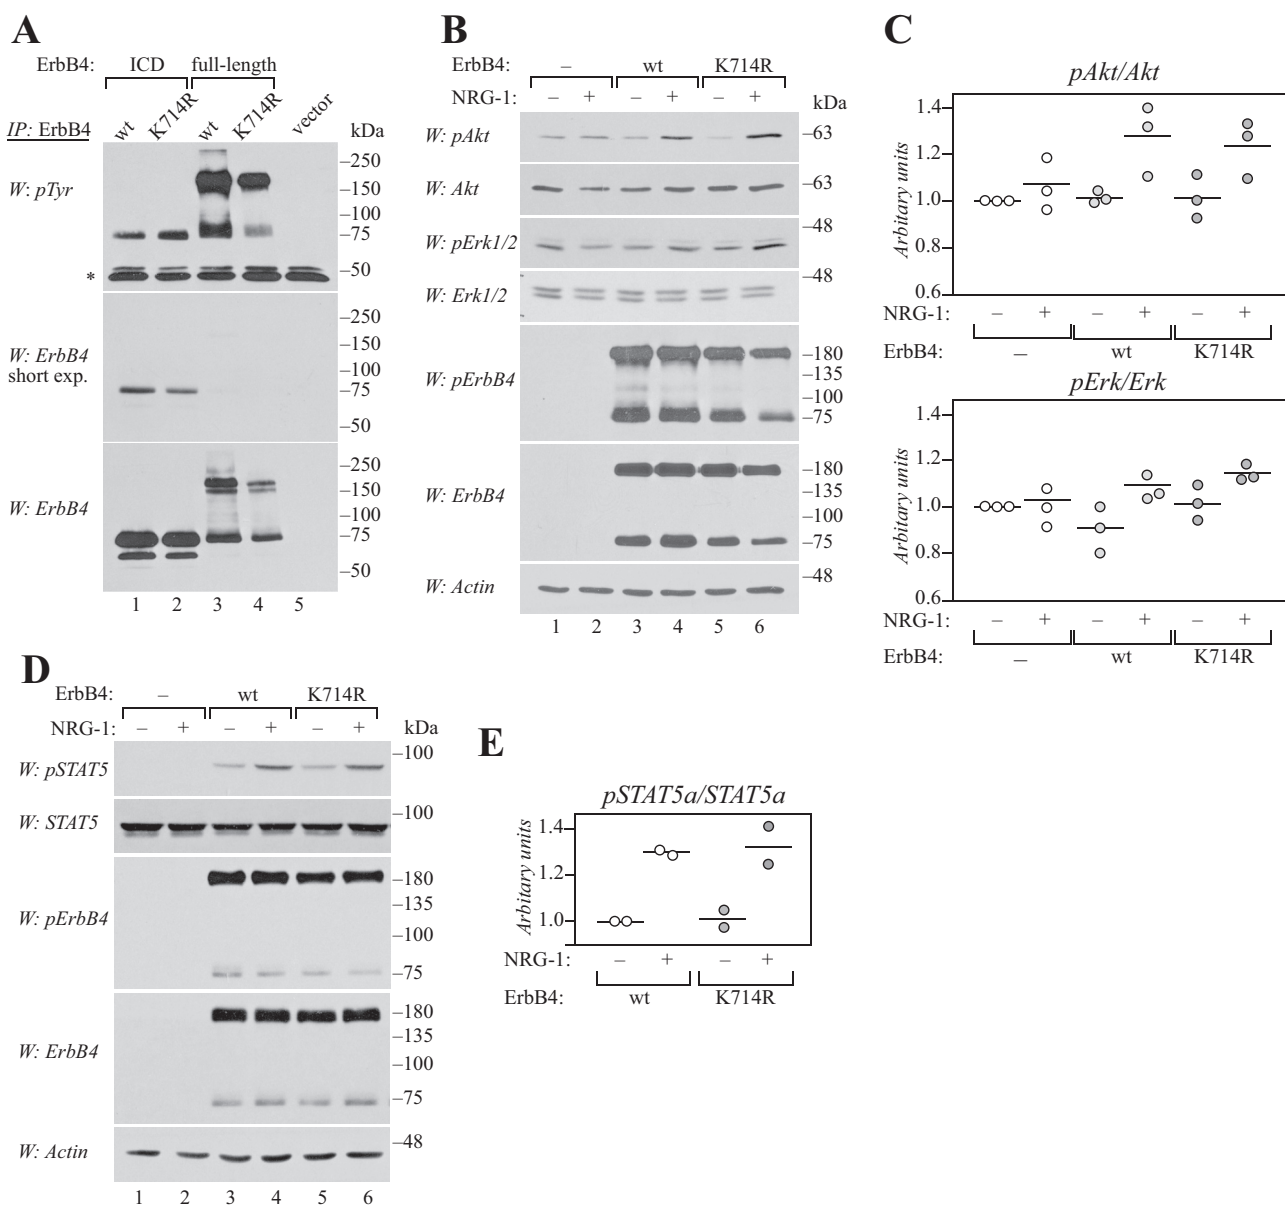 A
ErbB4: ICD full-length
IP: ErbB4 wt K714R wt K714R vector kDa
W: pTyr
–250
–150
–100
–75
–50
*
W: ErbB4
short exp.
–250
–150
–100
–75
–50
W: ErbB4
–250
–150
–100
–75
–50
1 2 3 4 5
B
ErbB4: – wt K714R
NRG-1: – + – + – + kDa
W: pAkt –63
W: Akt –63
W: pErk1/2 –48
W: Erk1/2 –48
W: pErbB4
–180
–135
–100
–75
W: ErbB4
–180
–135
–100
–75
W: Actin –48
1 2 3 4 5 6
C
pAkt/Akt
Arbitary units
1.4
1.2
1.0
0.8
0.6
NRG-1: – + – + – +
ErbB4: – wt K714R
pErk/Erk
Arbitary units
1.4
1.2
1.0
0.8
0.6
NRG-1: – + – + – +
ErbB4: – wt K714R
D
ErbB4: – wt K714R
NRG-1: – + – + – + kDa
W: pSTAT5 –100
W: STAT5 –100
W: pErbB4
–180
–135
–100
–75
W: ErbB4
–180
–135
–100
–75
W: Actin –48
1 2 3 4 5 6
E
pSTAT5a/STAT5a
Arbitary units
1.4
1.2
1.0
NRG-1: – + – +
ErbB4: wt K714R